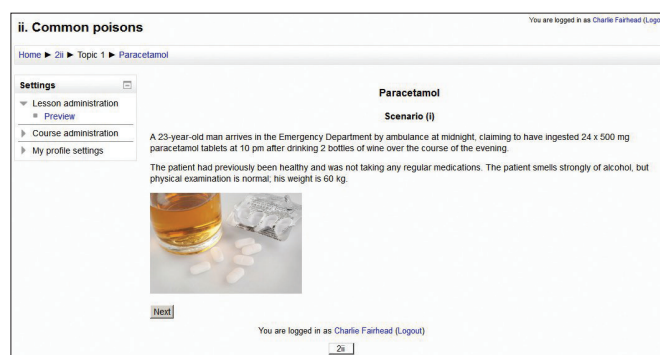 ii. Common poisons
You are logged in as Charlie Fairhead (Logo
Home ► 2ii ► Topic 1 ► Paracetamol
Settings
Lesson administration
Preview
Course administration
My profile settings
Paracetamol
Scenario (i)
A 23-year-old man arrives in the Emergency Department by ambulance at midnight, claiming to have ingested 24 x 500 mg
paracetamol tablets at 10 pm after drinking 2 bottles of wine over the course of the evening.
The patient had previously been healthy and was not taking any regular medications. The patient smells strongly of alcohol, but
physical examination is normal; his weight is 60 kg.
Next
You are logged in as Charlie Fairhead (Logout)
2ii